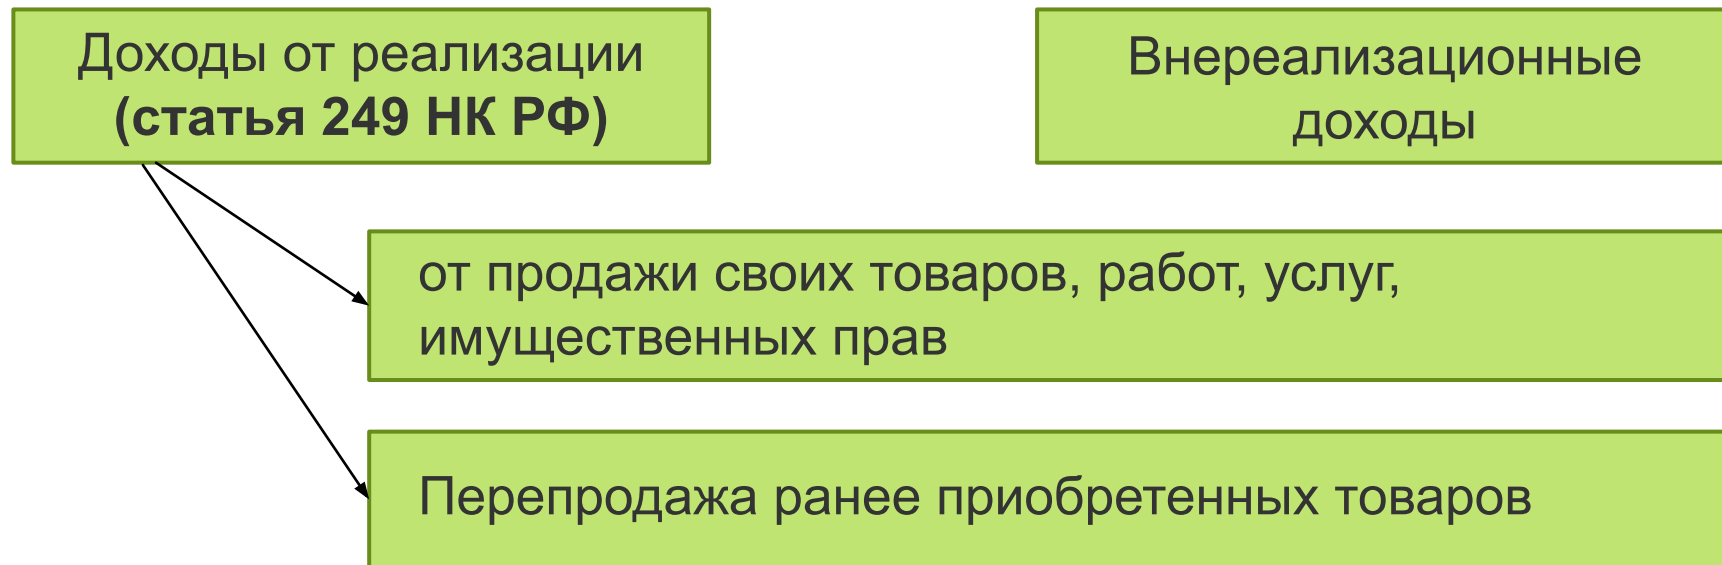 Доходы от реализации
(статья 249 НК РФ)
Внереализационные
доходы
от продажи своих товаров, работ, услуг,
имущественных прав
Перепродажа ранее приобретенных товаров